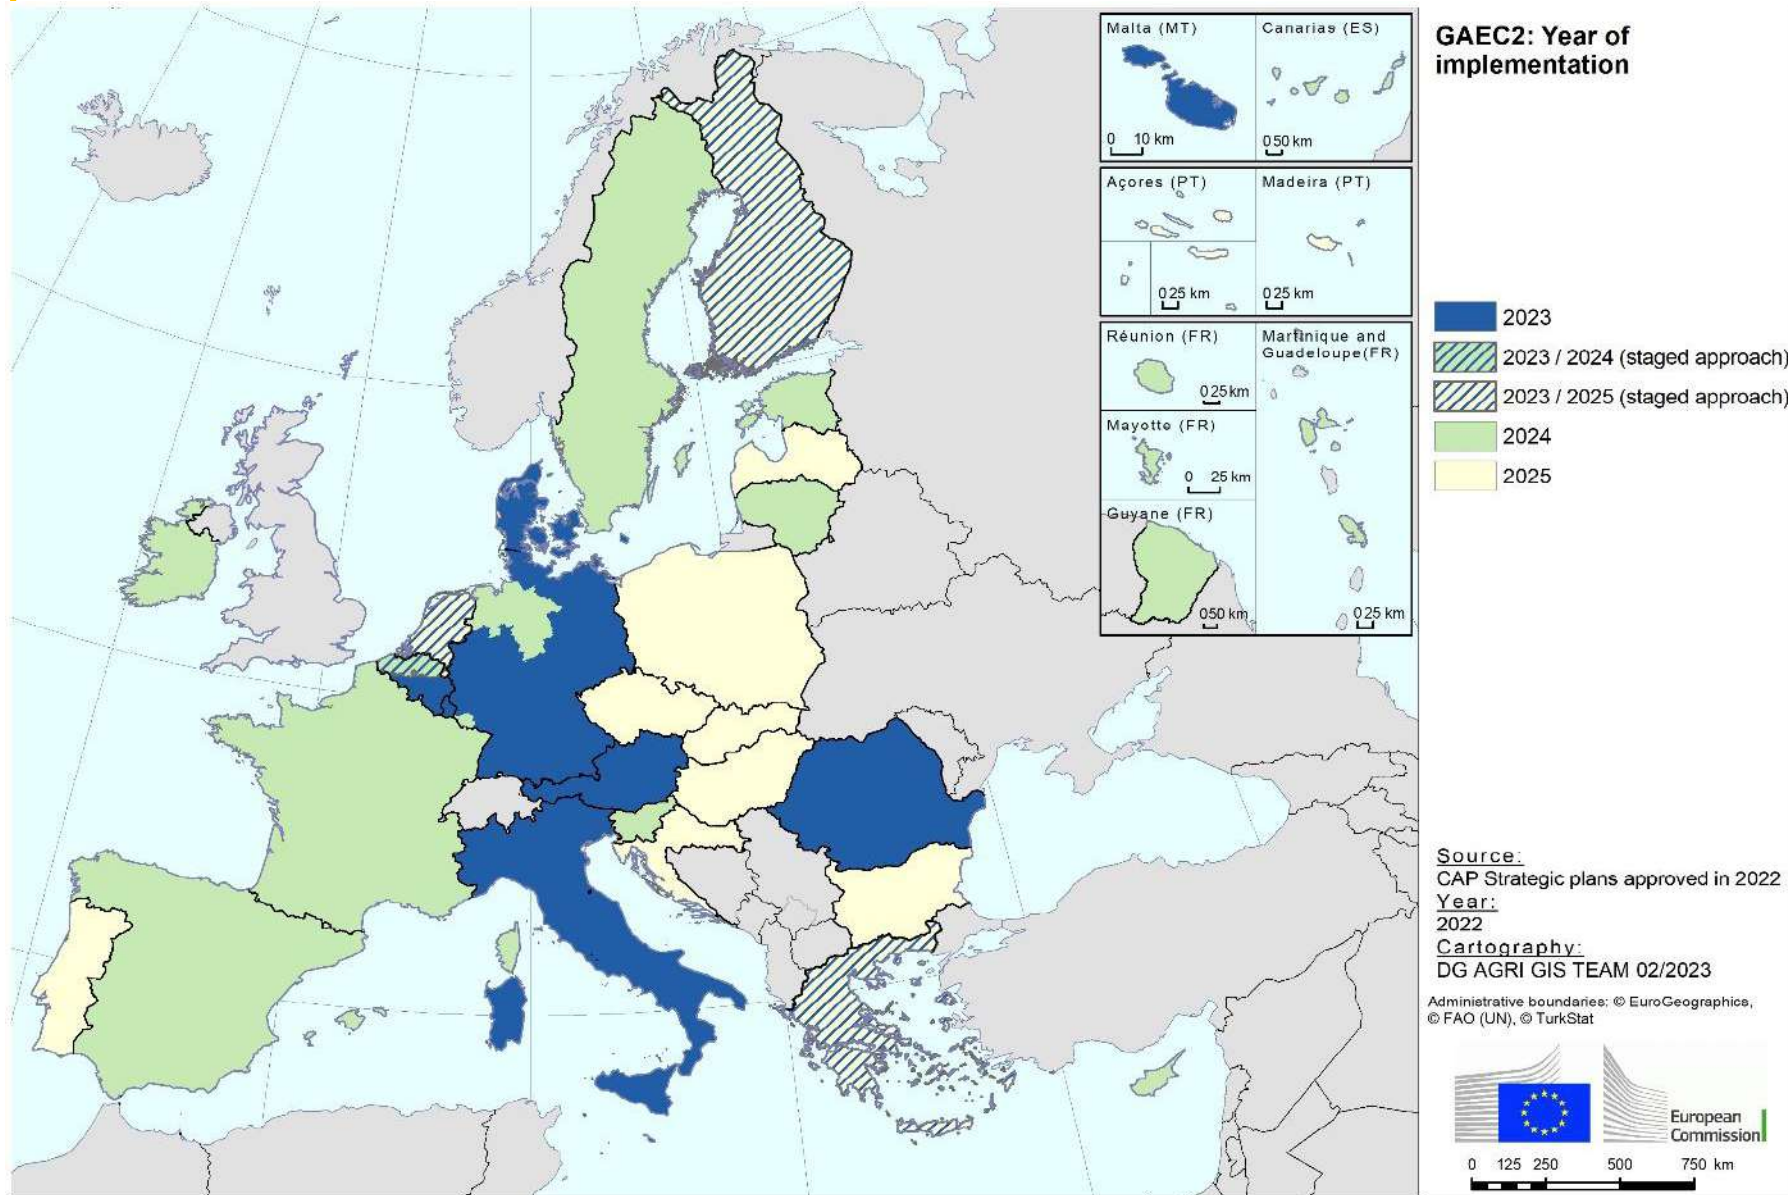 GAEC2: Year of
implementation
Malta (MT)
0 10 km
Canarias (ES)
0 50 km
Açores (PT)
0 25 km
Madeira (PT)
0 25 km
Réunion (FR)
0 25 km
Martinique and
Guadeloupe(FR)
0 25 km
Mayotte (FR)
0 25 km
Guyane (FR)
0 50 km
2023
2023 / 2024 (staged approach)
2023 / 2025 (staged approach)
2024
2025
Source:
CAP Strategic plans approved in 2022
Year:
2022
Cartography:
DG AGRI GIS TEAM 02/2023
Administrative boundaries: © EuroGeographics,
© FAO (UN), © TurkStat
European
Commission
0 125 250 500 750 km